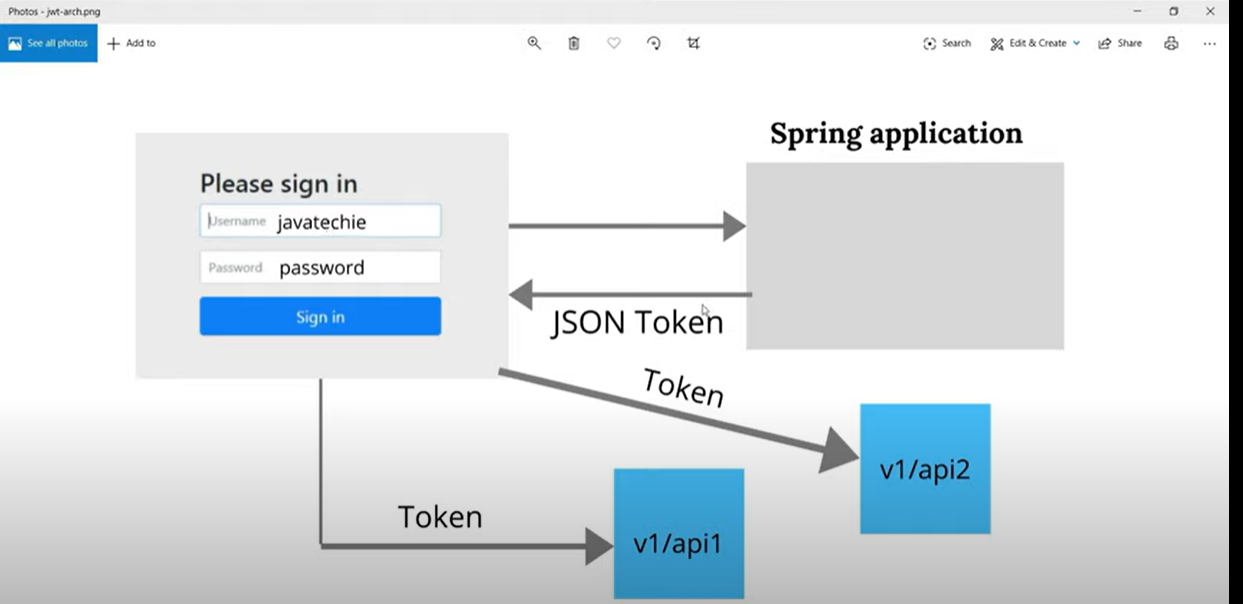 Photos - jwt-arch.png
See all photos
Add to
Search
Edit & Create
Share
Spring application
Please sign in
Username javatechie
Password password
Sign in
JSON Token
Token
v1/api2
Token
v1/api1